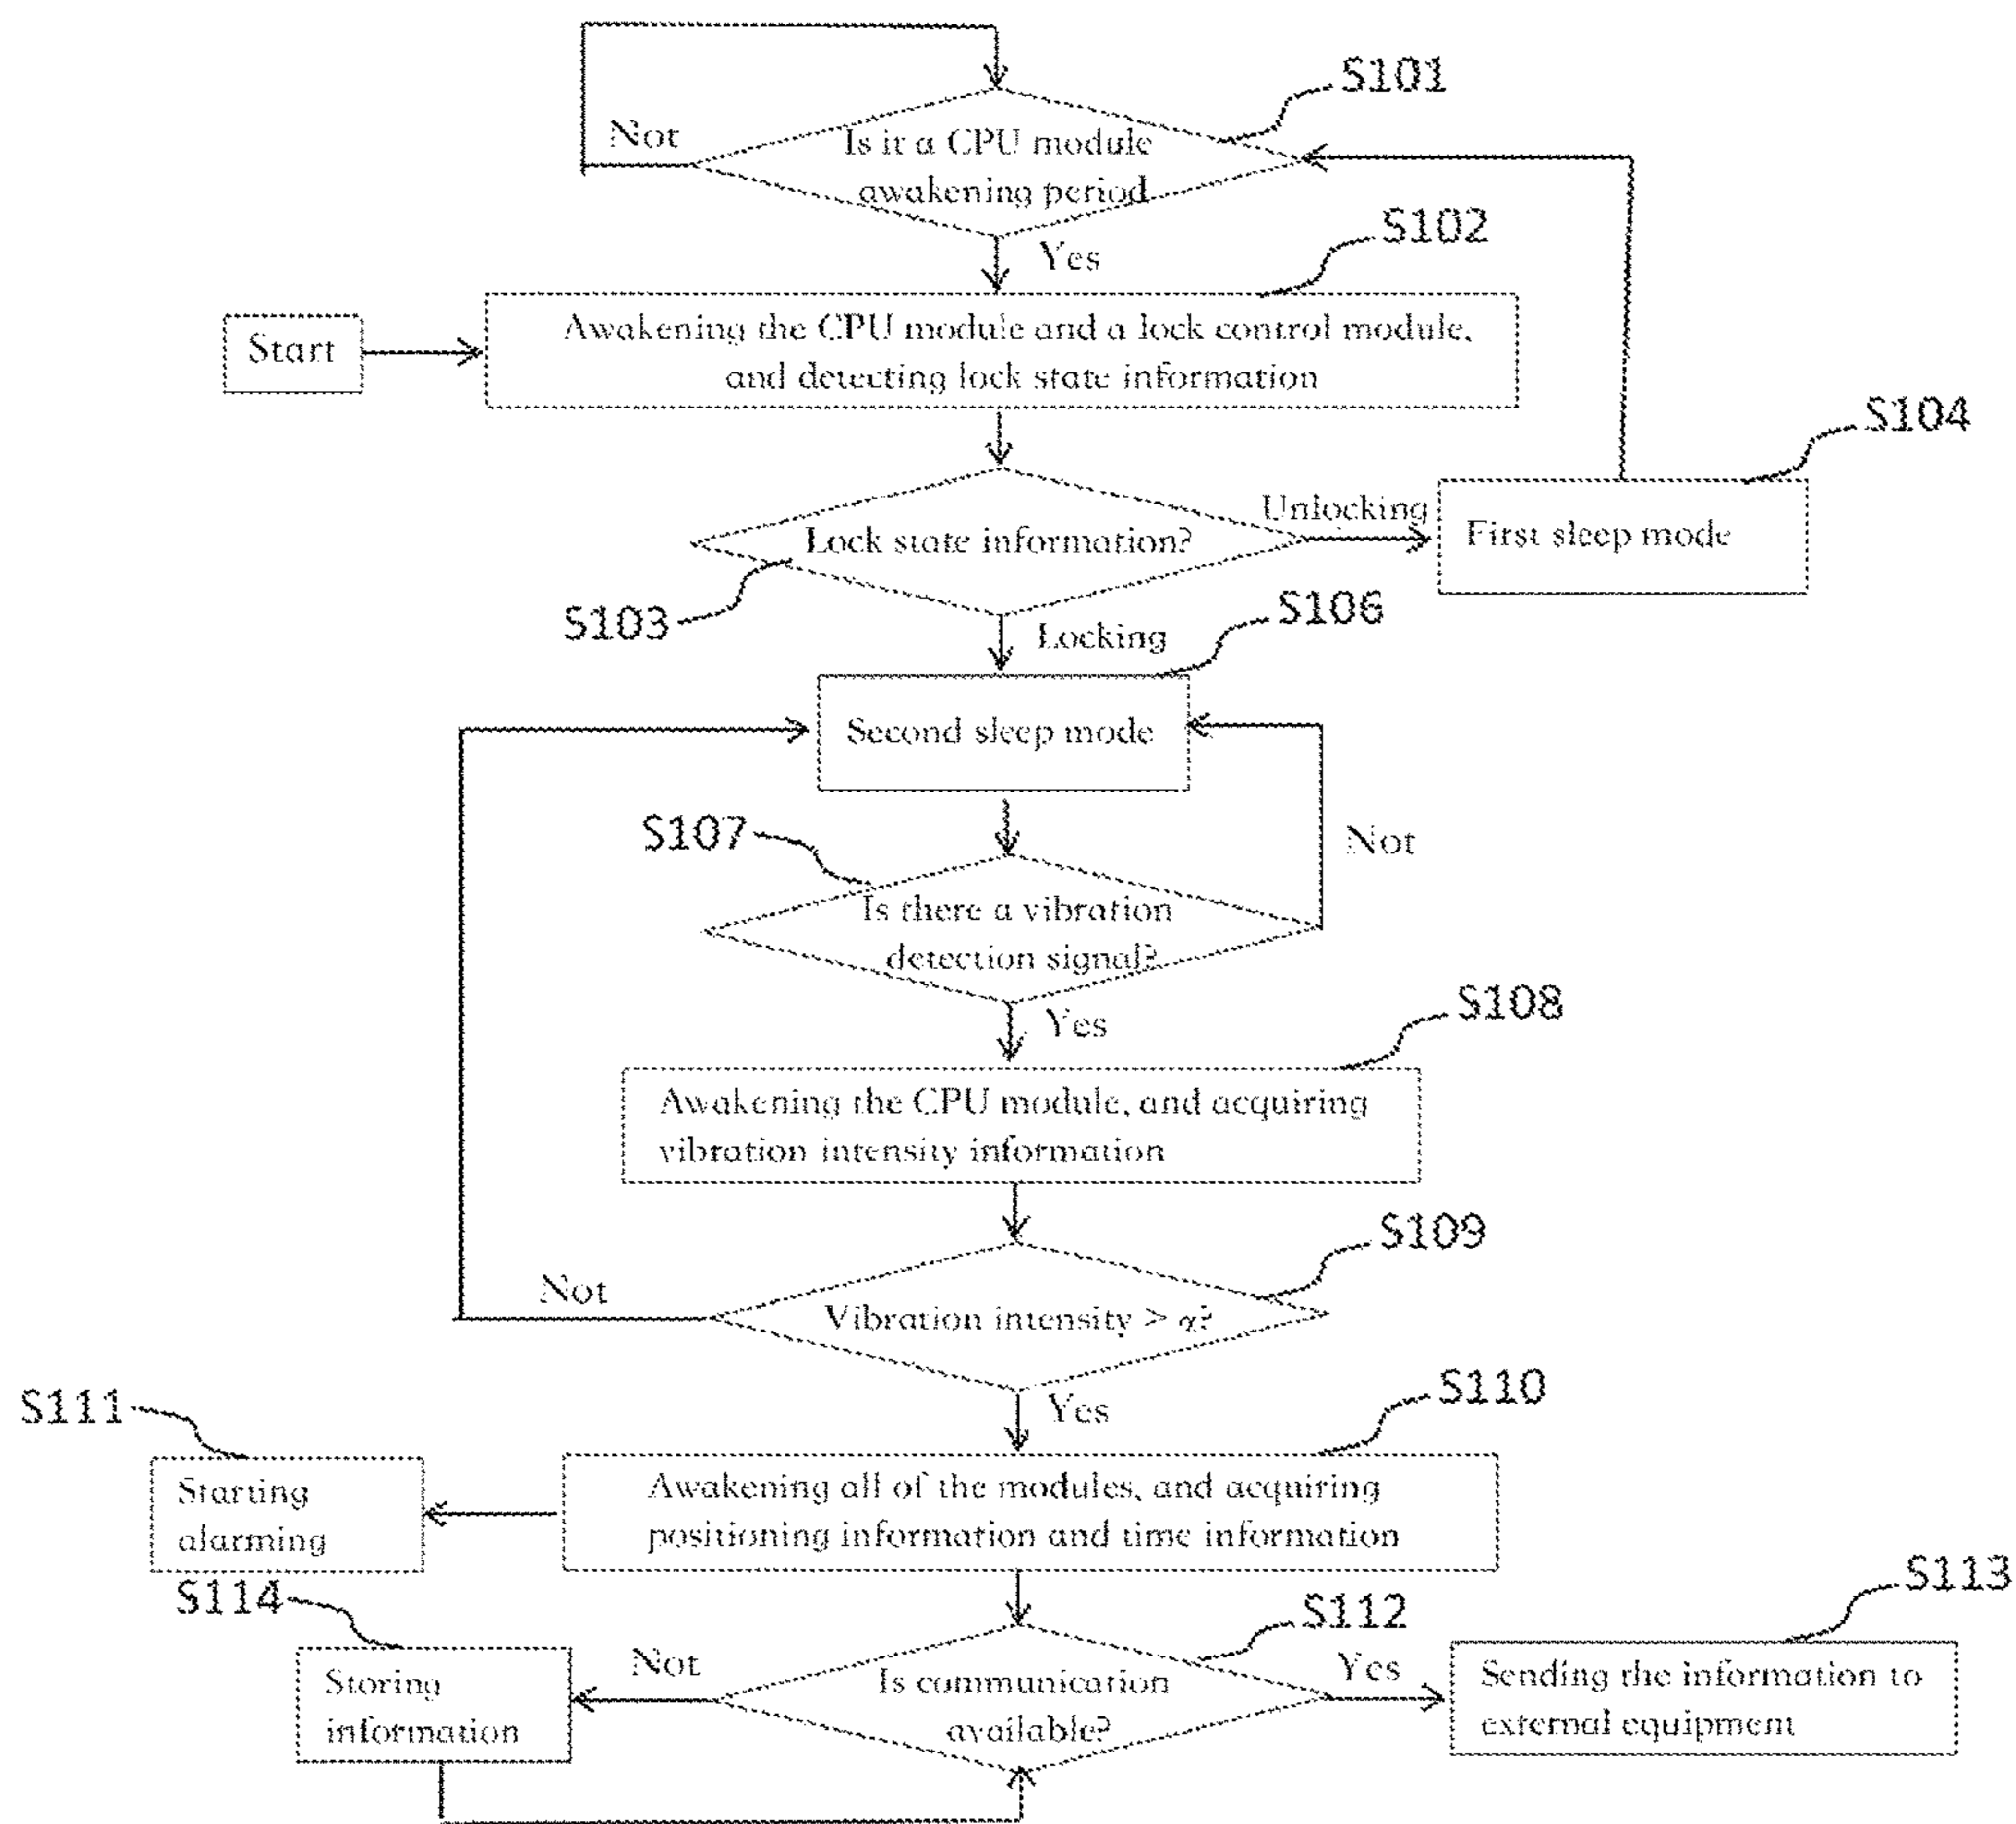 S101
Not
Is it a CPU module
awakening period
S102
Yes
Start
Awakening the CPU module and a lock control module,
and detecting lock state information
S104
Unlocking
Lock state information?
First sleep mode
S103
S106
Locking
Second sleep mode
S107
Not
Is there a vibration
detection signal?
S108
Yes
Awakening the CPU module, and acquiring
vibration intensity information
S109
Not
Vibration intensity > α?
S110
S111
Yes
Starting
alarming
Awakening all of the modules, and acquiring
positioning information and time information
S113
S114
S112
Not
Yes
Storing
information
Is communication
available?
Sending the information to
external equipment